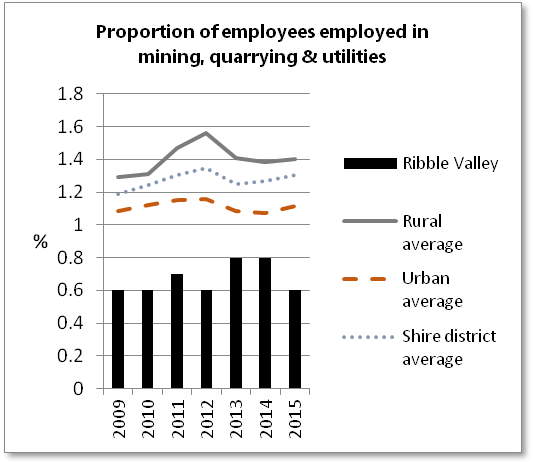 Proportion of employees employed in
mining, quarrying & utilities
1.8
1.6
1.4
1.2
1
0.8
0.6
0.4
0.2
0
%
2009
2010
2011
2012
2013
2014
2015
Ribble Valley
Rural
average
Urban
average
Shire district
average